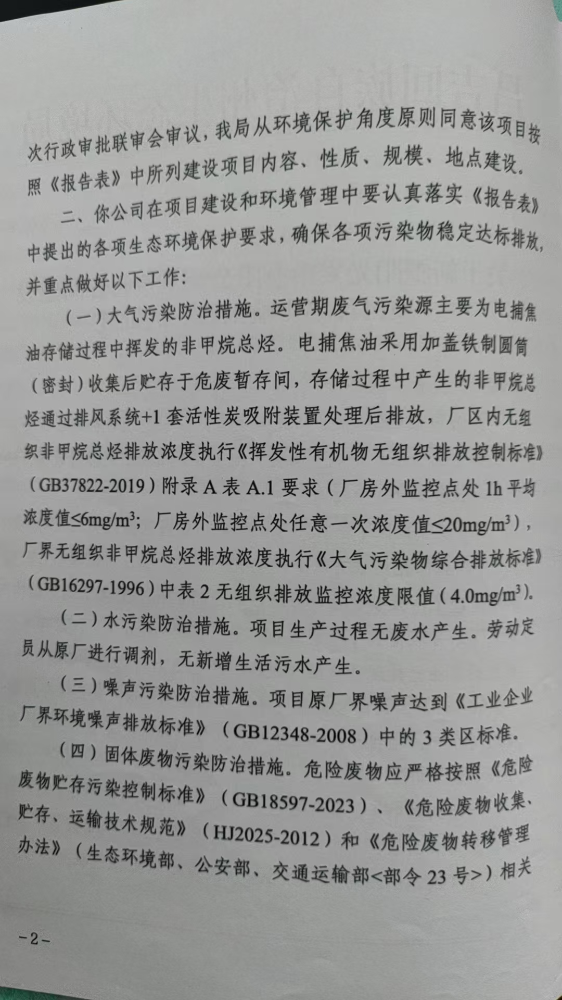 次行政审批联审会审议,我局从环境保护角度原则同意该项目按
照《报告表》中所列建设项目内容、性质、规模、地点建设。
二、你公司在项目建设和环境管理中要认真落实《报告表》
中提出的各项生态环境保护要求,确保各项污染物稳定达标排放,
并重点做好以下工作:
(一)大气污染防治措施。运营期废气污染源主要为电捕焦
油存储过程中挥发的非甲烷总烃。电捕焦油采用加盖铁制圆筒
(密封)收集后贮存于危废暂存间,存储过程中产生的非甲烷总
烃通过排风系统+1套活性炭吸附装置处理后排放,厂区内无组
织非甲烷总烃排放浓度执行《挥发性有机物无组织排放控制标准》
(GB37822-2019)附录A表A.1要求(厂房外监控点处1h平均
浓度值≤6mg/m³;厂房外监控点处任意一次浓度值≤20mg/m³),
厂界无组织非甲烷总烃排放浓度执行《大气污染物综合排放标准》
(GB16297-1996)中表2无组织排放监控浓度限值(4.0mg/m³)。
(二)水污染防治措施。项目生产过程无废水产生。劳动定
员从原厂进行调剂,无新增生活污水产生。
(三)噪声污染防治措施。项目原厂界噪声达到《工业企业
厂界环境噪声排放标准》(GB12348-2008)中的3类区标准。
(四)固体废物污染防治措施。危险废物应严格按照《危险
废物贮存污染控制标准》(GB18597-2023)、《危险废物收集、
贮存、运输技术规范》(HJ2025-2012)和《危险废物转移管理
办法》(生态环境部、公安部、交通运输部<部令23号>)相关
-2-